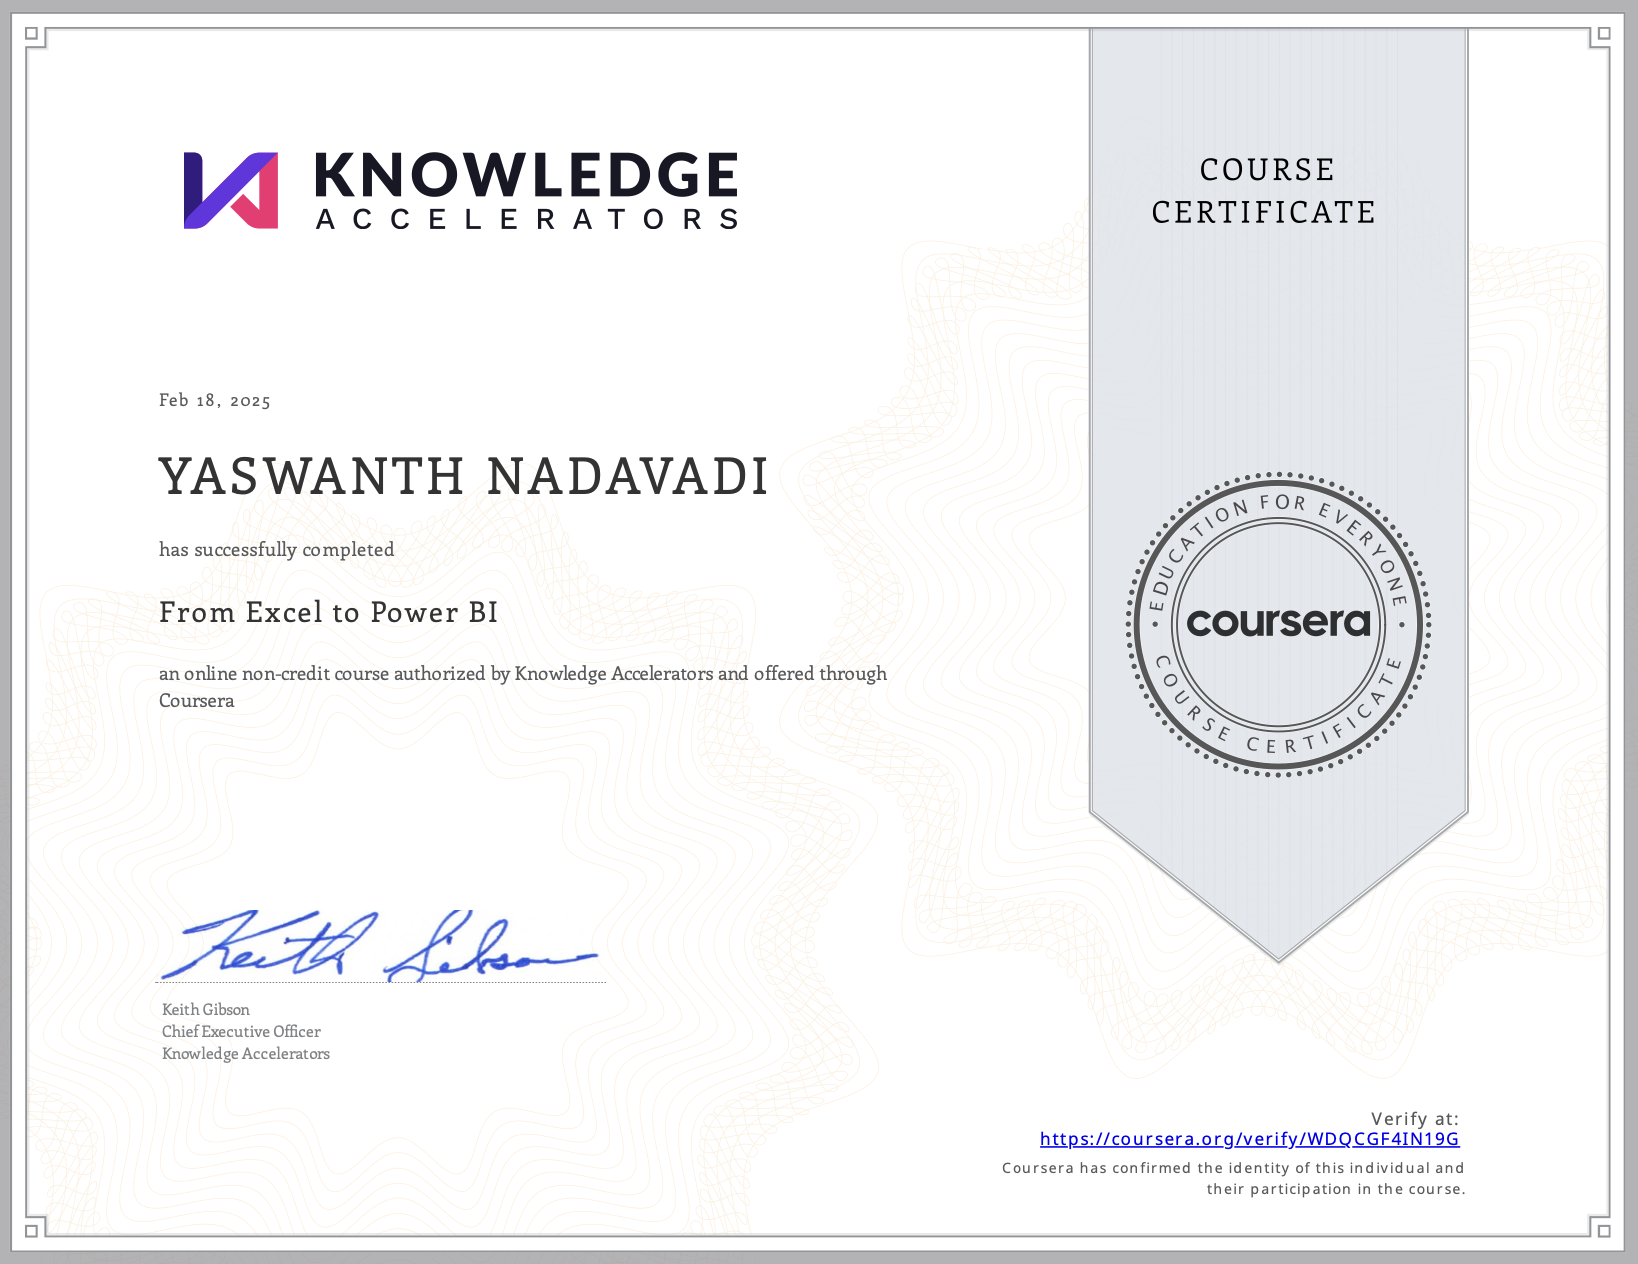 KNOWLEDGE
ACCELERATORS
COURSE
CERTIFICATE
Feb 18, 2025
YASWANTH NADAVADI
has successfully completed
From Excel to Power BI
an online non-credit course authorized by Knowledge Accelerators and offered through
Coursera
EDUCATION FOR EVERYONE
coursera
COURSE CERTIFICATE
Keith Gibson
Keith Gibson
Chief Executive Officer
Knowledge Accelerators
Verify at:
https://coursera.org/verify/WDQCGF4IN19G
Coursera has confirmed the identity of this individual and
their participation in the course.